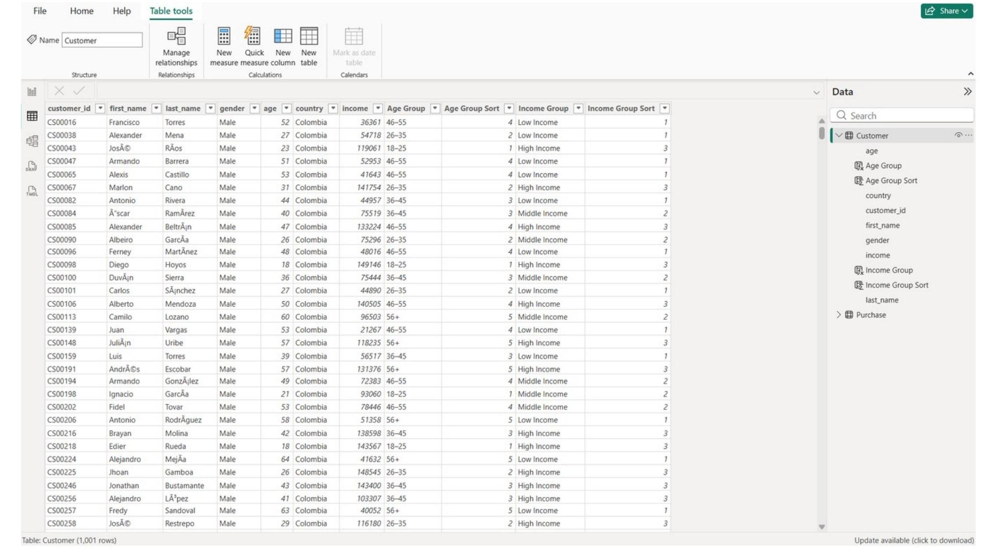 File Home Help Table tools Share
Name Customer
Manage relationships
New measure Quick measure New column New table
Mark as date table
Structure Relationships Calculations Calendars
Data
Search
customer_id first_name last_name gender age country income Age Group Age Group Sort Income Group Income Group Sort
CS00016 Francisco Torres Male 52 Colombia 36361 46–55 4 Low Income 1
CS00038 Alexander Mena Male 27 Colombia 54718 26–35 2 Low Income 1
CS00043 JosÃ© RÃ­os Male 23 Colombia 119061 18–25 1 High Income 3
CS00047 Armando Barrera Male 51 Colombia 52953 46–55 4 Low Income 1
CS00065 Alexis Castillo Male 53 Colombia 41643 46–55 4 Low Income 1
CS00067 Marlon Cano Male 31 Colombia 141754 26–35 2 High Income 3
CS00082 Antonio Rivera Male 44 Colombia 44957 36–45 3 Low Income 1
CS00084 Ã“scar RamÃ­rez Male 40 Colombia 75519 36–45 3 Middle Income 2
CS00085 Alexander BeltrÃ¡n Male 47 Colombia 133224 46–55 4 High Income 3
CS00090 Albeiro GarcÃ­a Male 26 Colombia 75296 26–35 2 Middle Income 2
CS00096 Ferney MartÃ­nez Male 48 Colombia 48016 46–55 4 Low Income 1
CS00098 Diego Hoyos Male 18 Colombia 149146 18–25 1 High Income 3
CS00100 DuvÃ¡n Sierra Male 36 Colombia 75444 36–45 3 Middle Income 2
CS00101 Carlos SÃ¡nchez Male 27 Colombia 44890 26–35 2 Low Income 1
CS00106 Alberto Mendoza Male 50 Colombia 140505 46–55 4 High Income 3
CS00113 Camilo Lozano Male 60 Colombia 96503 56+ 5 Middle Income 2
CS00139 Juan Vargas Male 53 Colombia 21267 46–55 4 Low Income 1
CS00148 JuliÃ¡n Uribe Male 57 Colombia 118235 56+ 5 High Income 3
CS00159 Luis Torres Male 39 Colombia 56517 36–45 3 Low Income 1
CS00191 AndrÃ©s Escobar Male 57 Colombia 131376 56+ 5 High Income 3
CS00194 Armando GonzÃ¡lez Male 49 Colombia 72383 46–55 4 Middle Income 2
CS00198 Ignacio GarcÃ­a Male 21 Colombia 93060 18–25 1 Middle Income 2
CS00202 Fidel Tovar Male 53 Colombia 78446 46–55 4 Middle Income 2
CS00206 Antonio RodrÃ­guez Male 58 Colombia 51358 56+ 5 Low Income 1
CS00216 Brayan Molina Male 42 Colombia 138598 36–45 3 High Income 3
CS00218 Edier Rueda Male 18 Colombia 143567 18–25 1 High Income 3
CS00224 Alejandro MejÃ­a Male 64 Colombia 41632 56+ 5 Low Income 1
CS00225 Jhoan Gamboa Male 26 Colombia 148545 26–35 2 High Income 3
CS00246 Jonathan Bustamante Male 43 Colombia 143400 36–45 3 High Income 3
CS00256 Alejandro LÃ³pez Male 41 Colombia 103307 36–45 3 High Income 3
CS00257 Fredy Sandoval Male 63 Colombia 40052 56+ 5 Low Income 1
CS00258 JosÃ© Restrepo Male 29 Colombia 116180 26–35 2 High Income 3
DAX
TMDL
Customer
age
Age Group
Age Group Sort
country
customer_id
first_name
gender
income
Income Group
Income Group Sort
last_name
Purchase
Table: Customer (1,001 rows)
Update available (click to download)